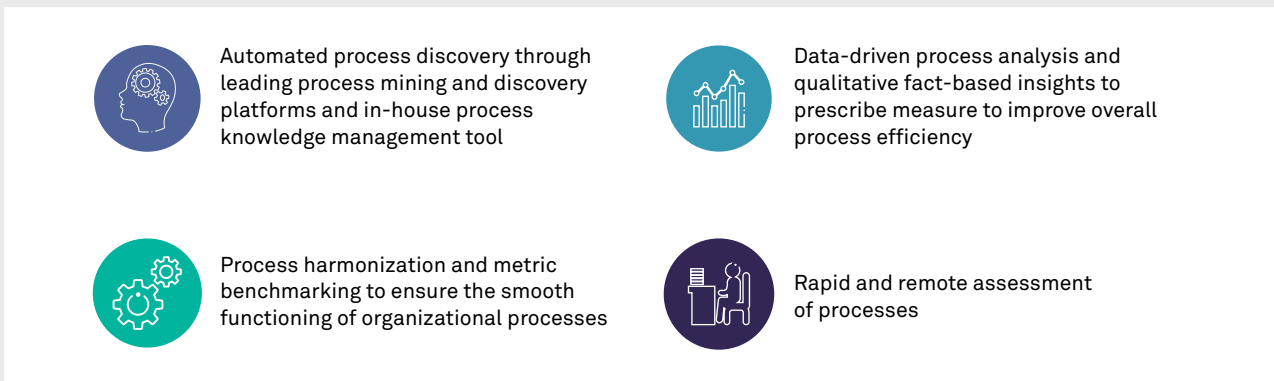 Automated process discovery through
leading process mining and discovery
platforms and in-house process
knowledge management tool
Data-driven process analysis and
qualitative fact-based insights to
prescribe measure to improve overall
process efficiency
Process harmonization and metric
benchmarking to ensure the smooth
functioning of organizational processes
Rapid and remote assessment
of processes